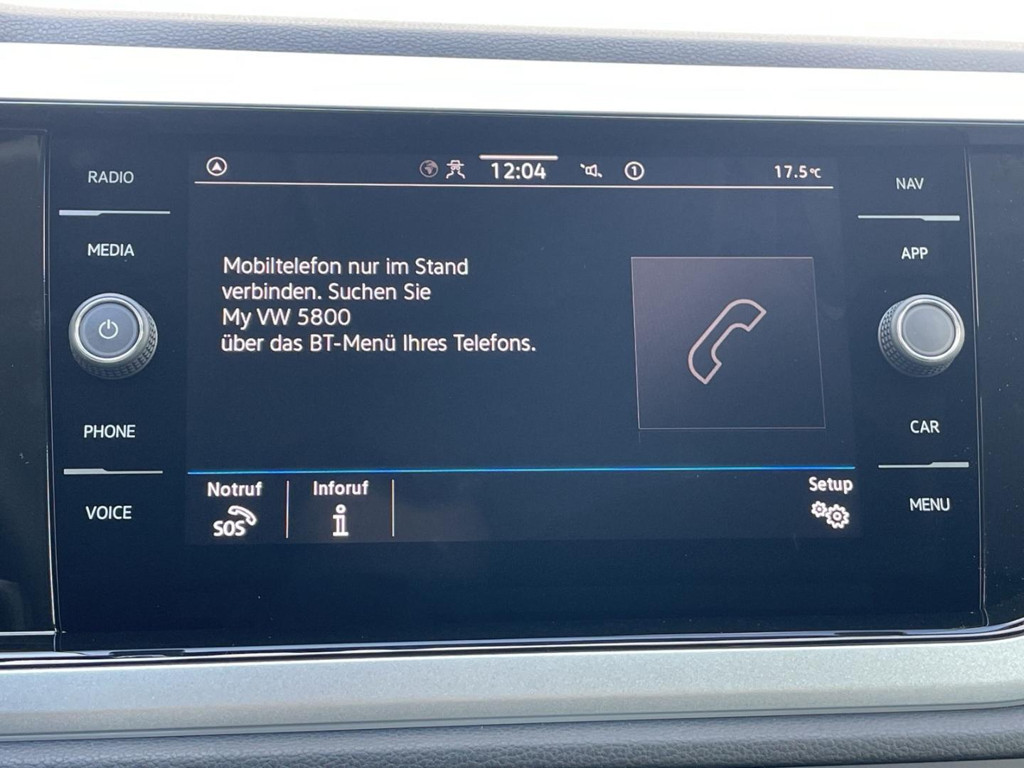 RADIO
MEDIA
PHONE
VOICE
12:04
1
17.5°C
Mobiltelefon nur im Stand
verbinden. Suchen Sie
My VW 5800
über das BT-Menü Ihres Telefons.
Notruf
SOS
Inforuf
i
Setup
NAV
APP
CAR
MENU